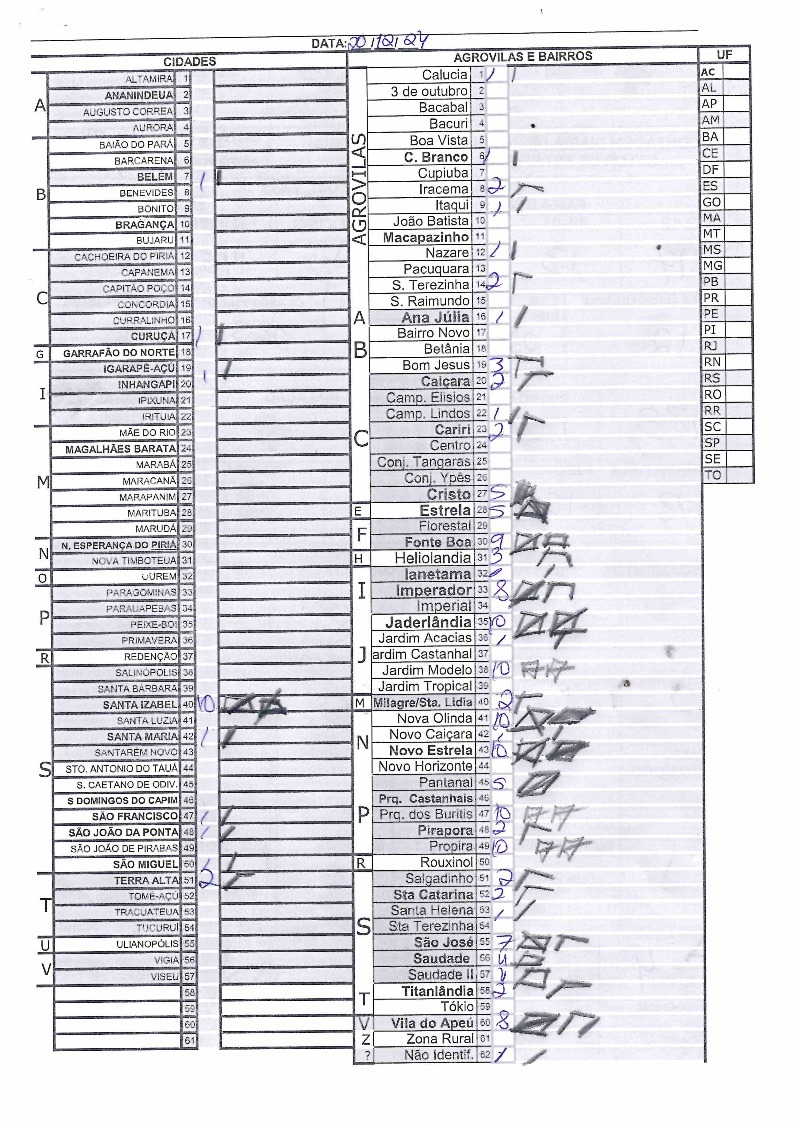 DATA: 20/12/24
CIDADES
A
ALTAMIRA 1
ANANINDEUA 2
AUGUSTO CORREA 3
AURORA 4
B
BAIÃO DO PARÁ 5
BARCARENA 6
BELEM 7 1
BENEVIDES 8
BONITO 9
BRAGANÇA 10
BUJARU 11
C
CACHOEIRA DO PIRIA 12
CAPANEMA 13
CAPITÃO POÇO 14
CONCORDIA 15
CURRALINHO 16
CURUÇA 17 1
G GARRAFÃO DO NORTE 18
I
IGARAPÉ-AÇÚ 19 1
INHANGAPI 20
IPIXUNA 21
IRITUIA 22
M
MÃE DO RIO 23
MAGALHÃES BARATA 24
MARABÁ 25
MARACANÃ 26
MARAPANIM 27
MARITUBA 28
MARUDÁ 29
N
N. ESPERANÇA DO PIRIÁ 30
NOVA TIMBOTEUA 31
O OUREM 32
P
PARAGOMINAS 33
PARAUAPEBAS 34
PEIXE-BOI 35
PRIMAVERA 36
R REDENÇÃO 37
S
SALINÓPOLIS 38
SANTA BÁRBARA 39
SANTA IZABEL 40 10
SANTA LUZIA 41
SANTA MARIA 42 1
SANTARÉM NOVO 43
STO. ANTONIO DO TAUÁ 44
S. CAETANO DE ODIV. 45
S DOMINGOS DO CAPIM 46
SÃO FRANCISCO 47 1
SÃO JOÃO DA PONTA 48 1
SÃO JOÃO DE PIRABAS 49
SÃO MIGUEL 50 1
T
TERRA ALTA 51 2
TOMÉ-AÇU 52
TRACUATEUA 53
TUCURUÍ 54
U ULIANOPÓLIS 55
V
VIGIA 56
VISEU 57
58
59
60
61
AGROVILAS E BAIRROS
AGROVILAS
Calucia 1 1
3 de outubro 2
Bacabal 3
Bacuri 4
Boa Vista 5
C. Branco 6 1
Cupiuba 7
Iracema 8 2
Itaqui 9 1
João Batista 10
Macapazinho 11
Nazare 12 1
Pacuquara 13
S. Terezinha 14 2
S. Raimundo 15
A Ana Júlia 16 1
B
Bairro Novo 17
Betânia 18
Bom Jesus 19 3
C
Caiçara 20 2
Camp. Elisios 21
Camp. Lindos 22 1
Cariri 23 2
Centro 24
Conj. Tangaras 25
Conj. Ypês 26
Cristo 27 5
E Estrela 28 5
F
Florestal 29
Fonte Boa 30 9
H Heliolandia 31 3
I
Ianetama 32 1
Imperador 33 8
Imperial 34
J
Jaderlândia 35 10
Jardim Acacias 36 1
ardim Castanhal 37
Jardim Modelo 38 10
Jardim Tropical 39
M Milagre/Sta. Lidia 40 2
N
Nova Olinda 41 10
Novo Caiçara 42 1
Novo Estrela 43 10
Novo Horizonte 44
P
Pantanal 45 5
Prq. Castanhais 46
Prq. dos Buritis 47 10
Pirapora 48 2
Propira 49 10
R Rouxinol 50
S
Salgadinho 51 2
Sta Catarina 52 2
Santa Helena 53 1
Sta Terezinha 54
São José 55 7
Saudade 56 4
Saudade II 57
T
Titanlândia 58 2
Tókio 59
V Vila do Apeú 60 8
Z Zona Rural 61
? Não Identif. 62 1
UF
AC
AL
AP
AM
BA
CE
DF
ES
GO
MA
MT
MS
MG
PB
PR
PE
PI
RJ
RN
RS
RO
RR
SC
SP
SE
TO